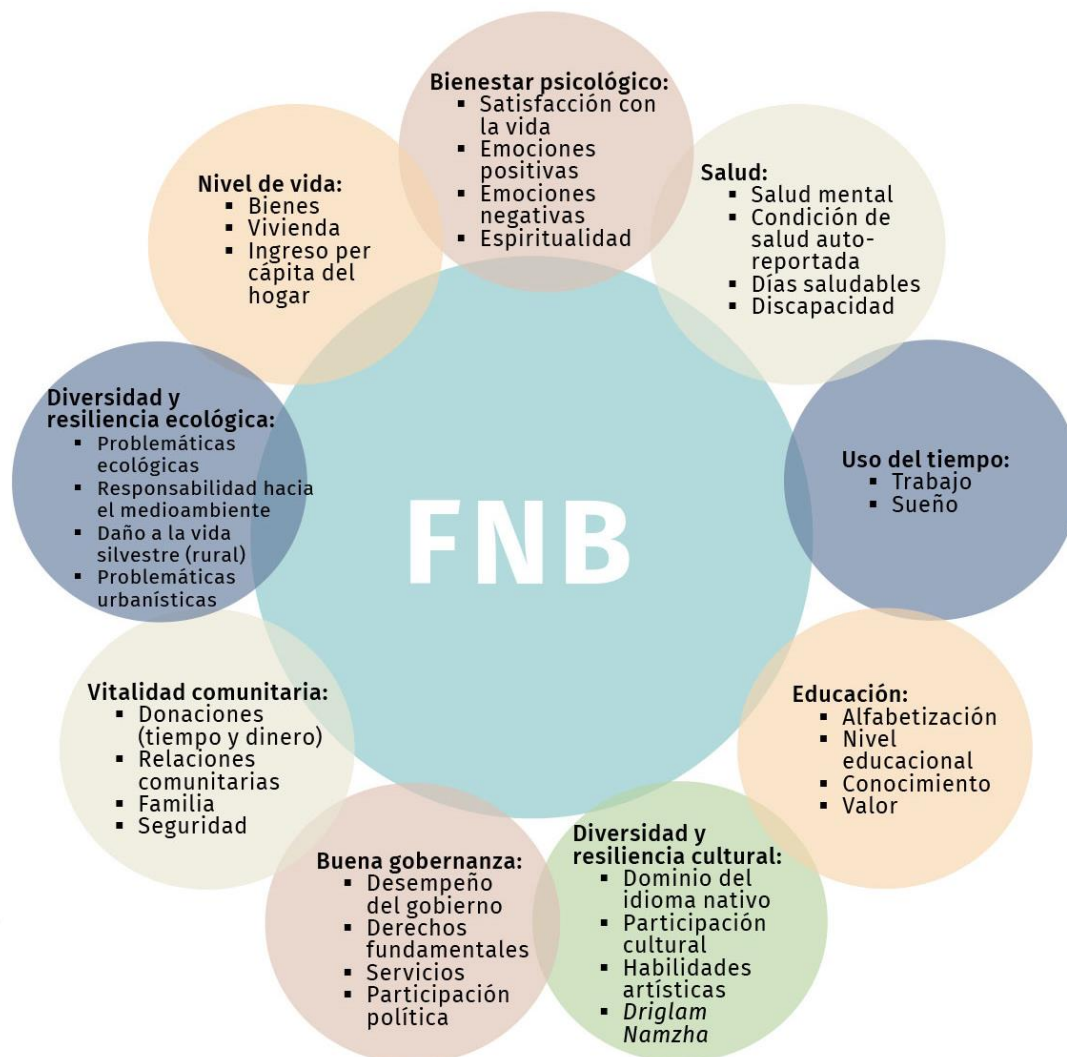 Bienestar psicológico:
▪ Satisfacción con
la vida
▪ Emociones
positivas
▪ Emociones
negativas
▪ Espiritualidad
Salud:
▪ Salud mental
▪ Condición de
salud auto-
reportada
▪ Días saludables
▪ Discapacidad
Uso del tiempo:
▪ Trabajo
▪ Sueño
Educación:
▪ Alfabetización
▪ Nivel
educacional
▪ Conocimiento
▪ Valor
Diversidad y
resiliencia cultural:
▪ Dominio del
idioma nativo
▪ Participación
cultural
▪ Habilidades
artísticas
▪ Driglam
Namzha
Buena gobernanza:
▪ Desempeño
del gobierno
▪ Derechos
fundamentales
▪ Servicios
▪ Participación
política
Vitalidad comunitaria:
▪ Donaciones
(tiempo y dinero)
▪ Relaciones
comunitarias
▪ Familia
▪ Seguridad
Diversidad y
resiliencia ecológica:
▪ Problemáticas
ecológicas
▪ Responsabilidad hacia
el medioambiente
▪ Daño a la vida
silvestre (rural)
▪ Problemáticas
urbanísticas
Nivel de vida:
▪ Bienes
▪ Vivienda
▪ Ingreso per
cápita del
hogar
FNB